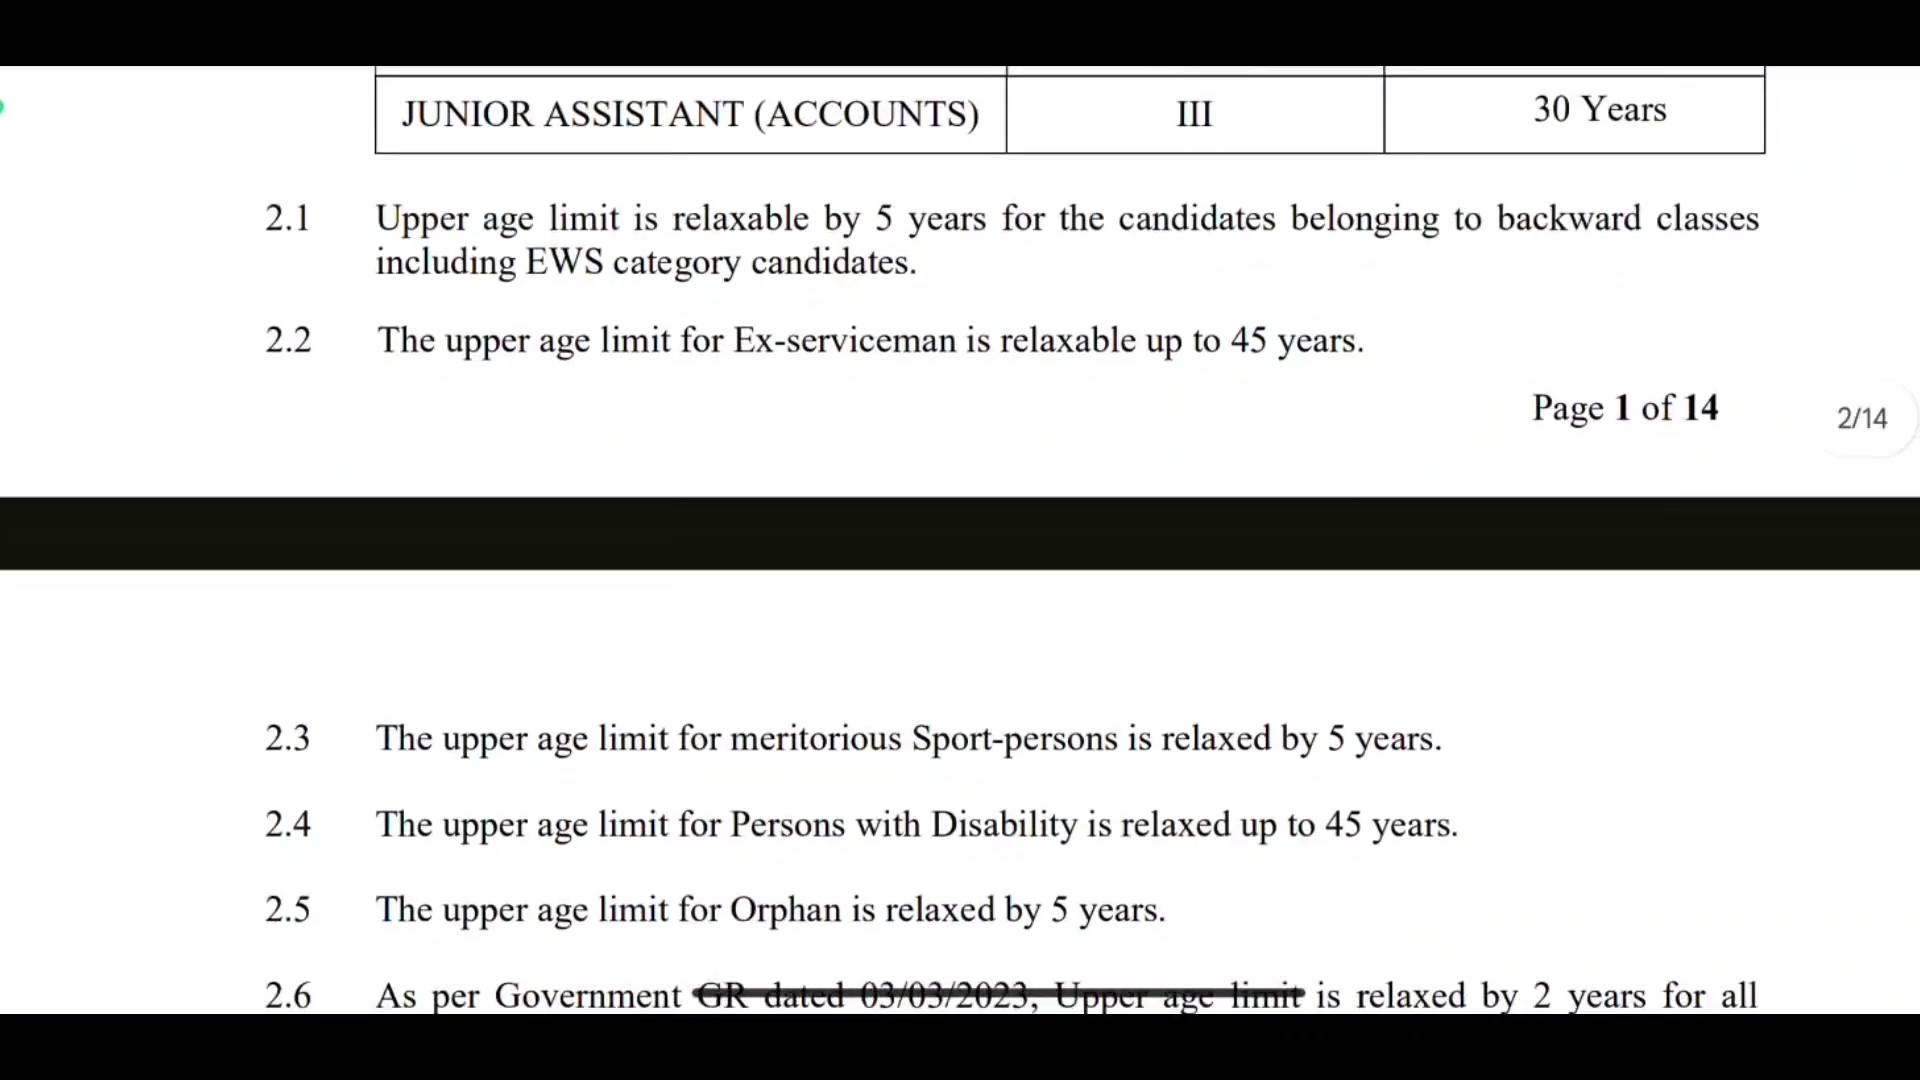 JUNIOR ASSISTANT (ACCOUNTS) III 30 Years
2.1 Upper age limit is relaxable by 5 years for the candidates belonging to backward classes
including EWS category candidates.
2.2 The upper age limit for Ex-serviceman is relaxable up to 45 years.
Page 1 of 14
2/14
2.3 The upper age limit for meritorious Sport-persons is relaxed by 5 years.
2.4 The upper age limit for Persons with Disability is relaxed up to 45 years.
2.5 The upper age limit for Orphan is relaxed by 5 years.
2.6 As per Government GR dated 03/03/2023, Upper age limit is relaxed by 2 years for all